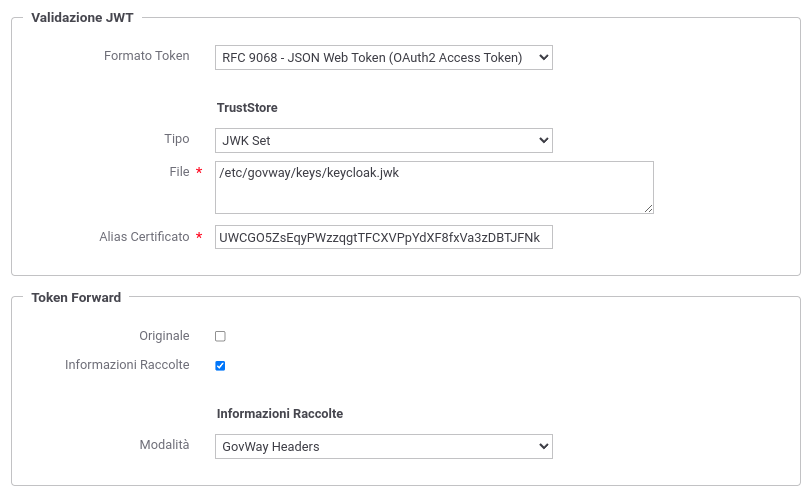 Validazione JWT
Formato Token RFC 9068 - JSON Web Token (OAuth2 Access Token)
TrustStore
Tipo JWK Set
File * /etc/govway/keys/keycloak.jwk
Alias Certificato * UWCGO5ZsEqyPWzzqgtTFCXVPpYdXF8fxVa3zDBTJFNk
Token Forward
Originale
Informazioni Raccolte
Informazioni Raccolte
Modalità GovWay Headers